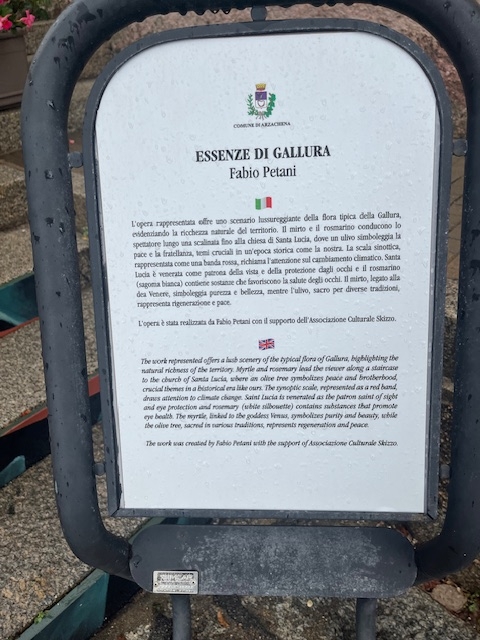 COMUNE DI ARZACHENA
ESSENZE DI GALLURA
Fabio Petani
L'opera rappresentata offre uno scenario lussureggiante della flora tipica della Gallura,
evidenziando la ricchezza naturale del territorio. Il mirto e il rosmarino conducono lo
spettatore lungo una scalinata fino alla chiesa di Santa Lucia, dove un ulivo simboleggia la
pace e la fratellanza, temi cruciali in un'epoca storica come la nostra. La scala sinottica,
rappresentata come una banda rossa, richiama l'attenzione sul cambiamento climatico. Santa
Lucia è venerata come patrona della vista e della protezione dagli occhi e il rosmarino
(sagoma bianca) contiene sostanze che favoriscono la salute degli occhi. Il mirto, legato alla
dea Venere, simboleggia purezza e bellezza, mentre l'ulivo, sacro per diverse tradizioni,
rappresenta rigenerazione e pace.
L'opera è stata realizzata da Fabio Petani con il supporto dell'Associazione Culturale Skizzo.
The work represented offers a lush scenery of the typical flora of Gallura, highlighting the
natural richness of the territory. Myrtle and rosemary lead the viewer along a staircase
to the church of Santa Lucia, where an olive tree symbolizes peace and brotherhood,
crucial themes in a historical era like ours. The synoptic scale, represented as a red band,
draws attention to climate change. Saint Lucia is venerated as the patron saint of sight
and eye protection and rosemary (white silhouette) contains substances that promote
eye health. The myrtle, linked to the goddess Venus, symbolizes purity and beauty, while
the olive tree, sacred in various traditions, represents regeneration and peace.
The work was created by Fabio Petani with the support of Associazione Culturale Skizzo.